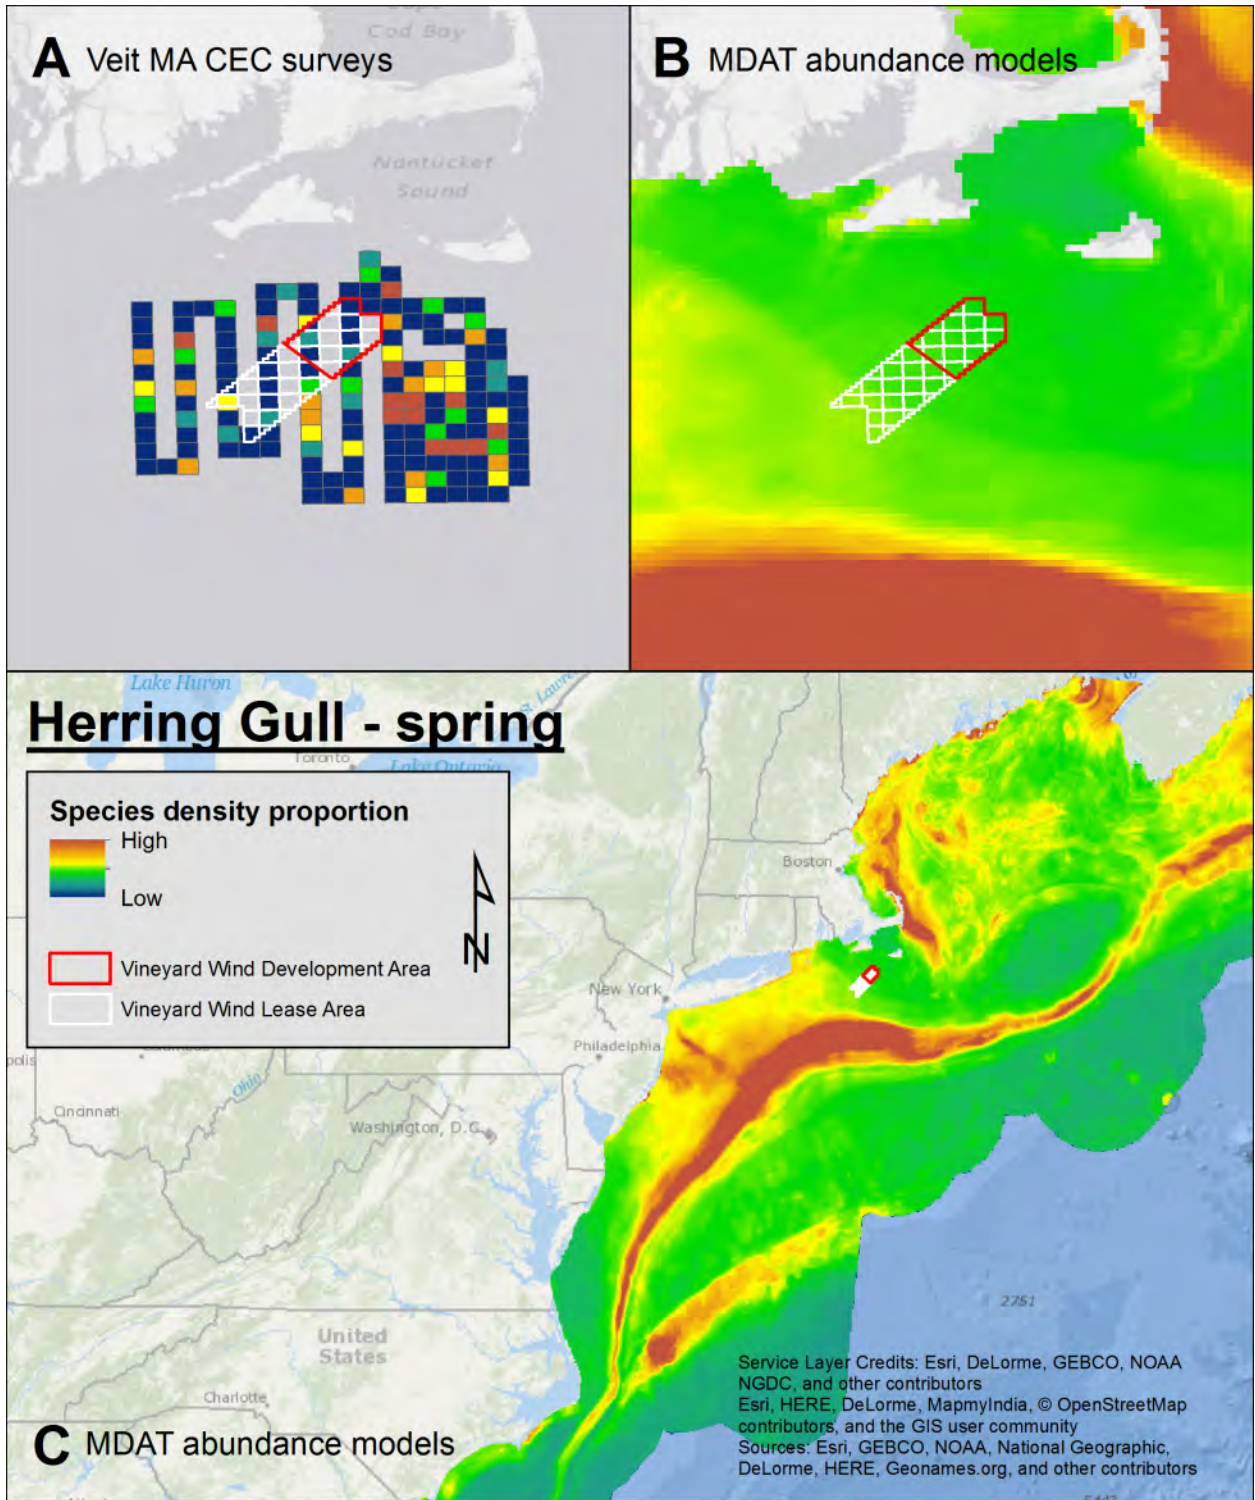 Cape
Cod Bay
A Veit MA CEC surveys
Nantucket
Sound
B MDAT abundance models
Lake Huron
St. Lawre
Herring Gull - spring
Toronto
Lake Ontario
Species density proportion
High
Low
N
Vineyard Wind Development Area
Vineyard Wind Lease Area
Boston
New York
Philadelphia
Ohio
Cincinnati
Washington, D.C.
2751
United
States
Charlotte
C MDAT abundance models
Service Layer Credits: Esri, DeLorme, GEBCO, NOAA
NGDC, and other contributors
Esri, HERE, DeLorme, MapmyIndia, © OpenStreetMap
contributors, and the GIS user community
Sources: Esri, GEBCO, NOAA, National Geographic,
DeLorme, HERE, Geonames.org, and other contributors